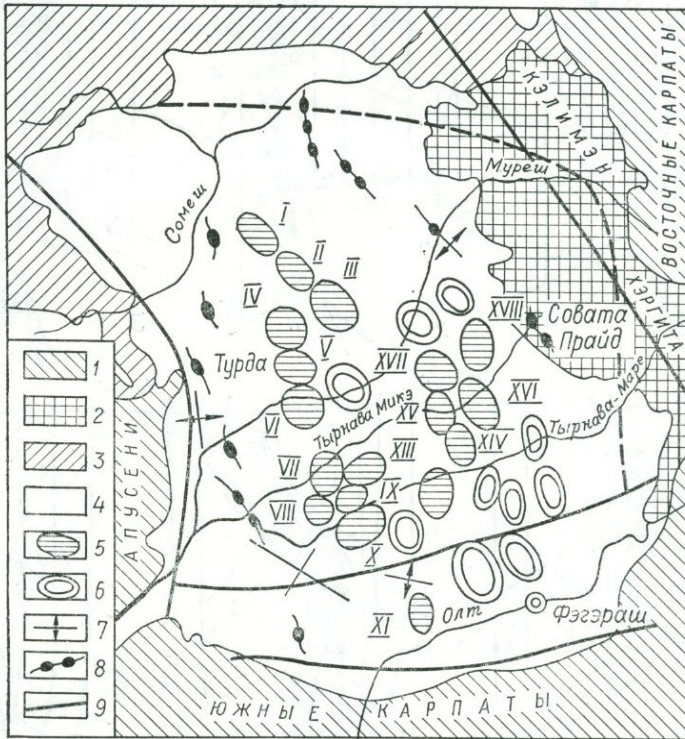 ВОСТОЧНЫЕ КАРПАТЫ
КЭЛИМЭН
Муреш
Сомеш
I
II
III
ХЭРГИТА
IV
XVIII
Совата
Прайд
V
Турда
XVII
XVI
Тырнава-Маре
VI
Тырнава Микэ
XV
XIV
XIII
VII
IX
VIII
X
АПУСЕНИ
XI
Олт
Фэгэраш
ЮЖНЫЕ КАРПАТЫ
1
2
3
4
5
6
7
8
9